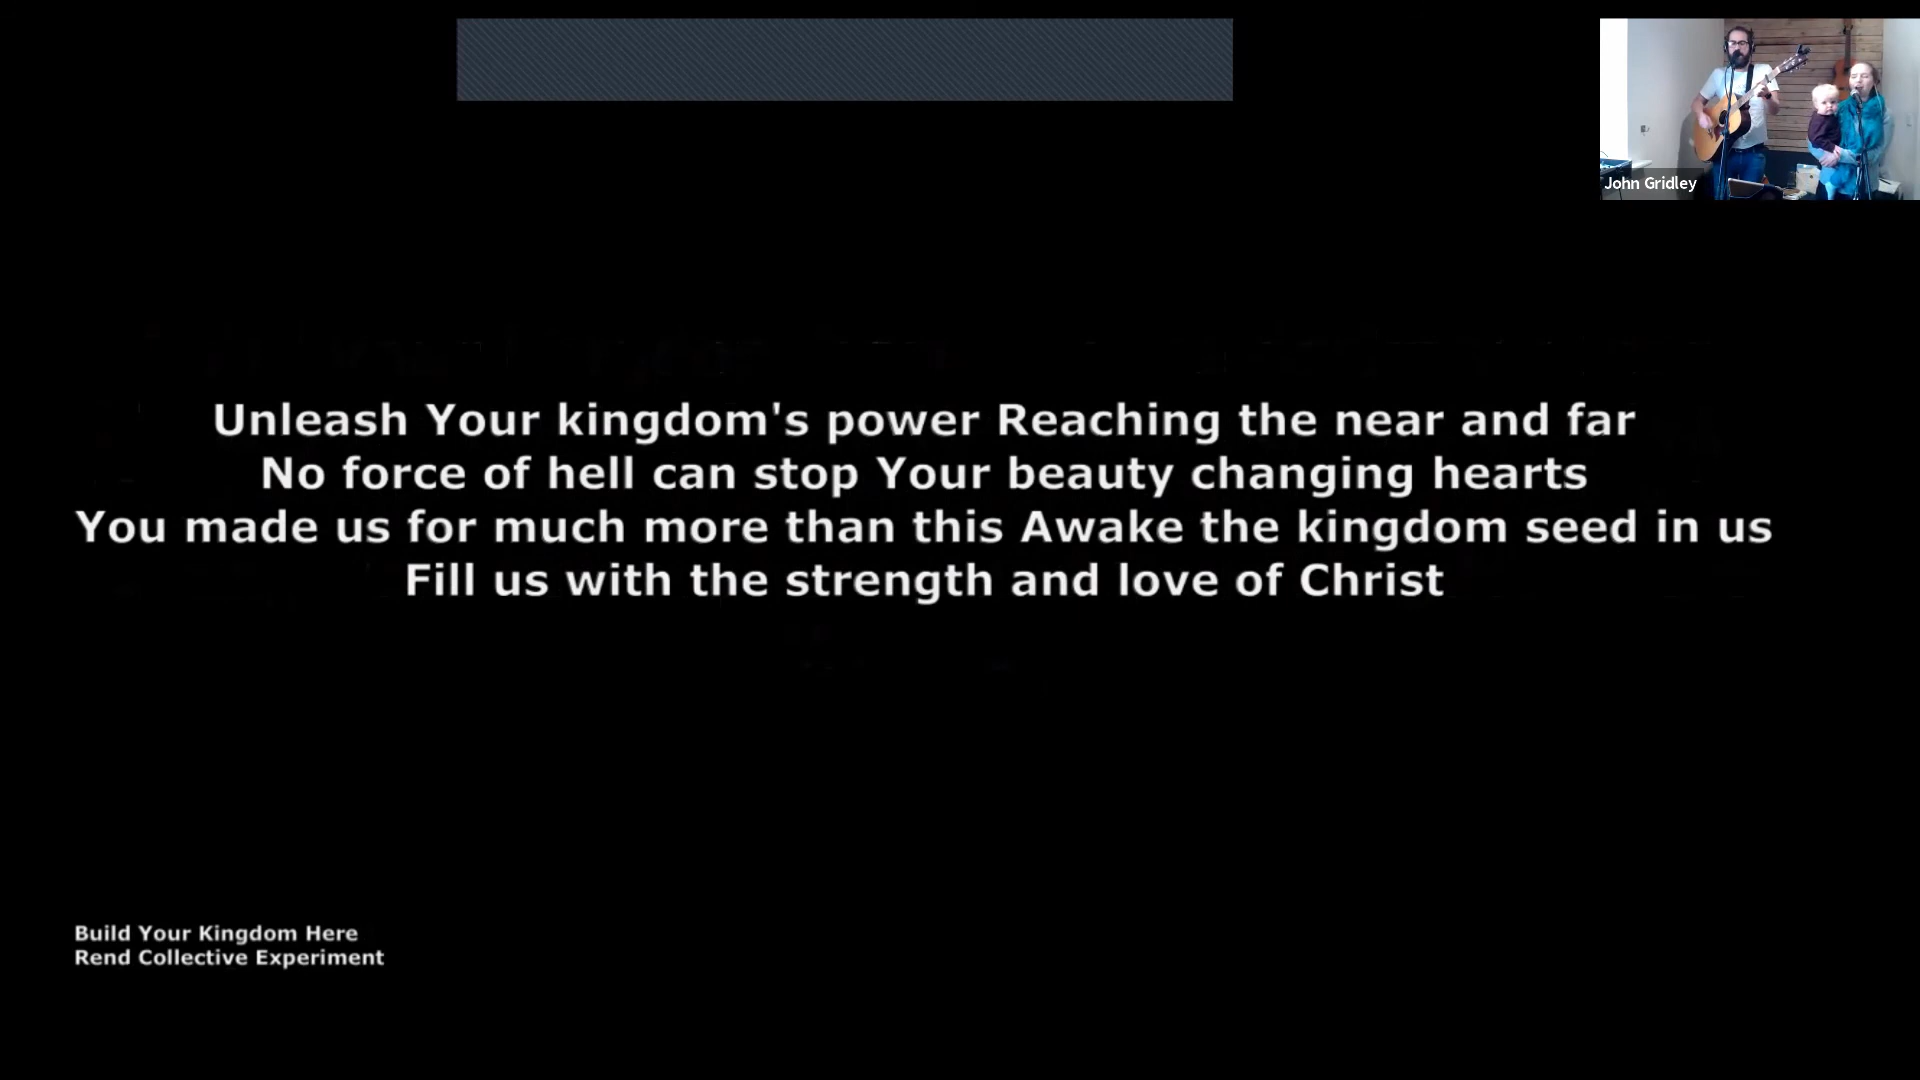 John Gridley
Unleash Your kingdom's power Reaching the near and far
No force of hell can stop Your beauty changing hearts
You made us for much more than this Awake the kingdom seed in us
Fill us with the strength and love of Christ
Build Your Kingdom Here
Rend Collective Experiment